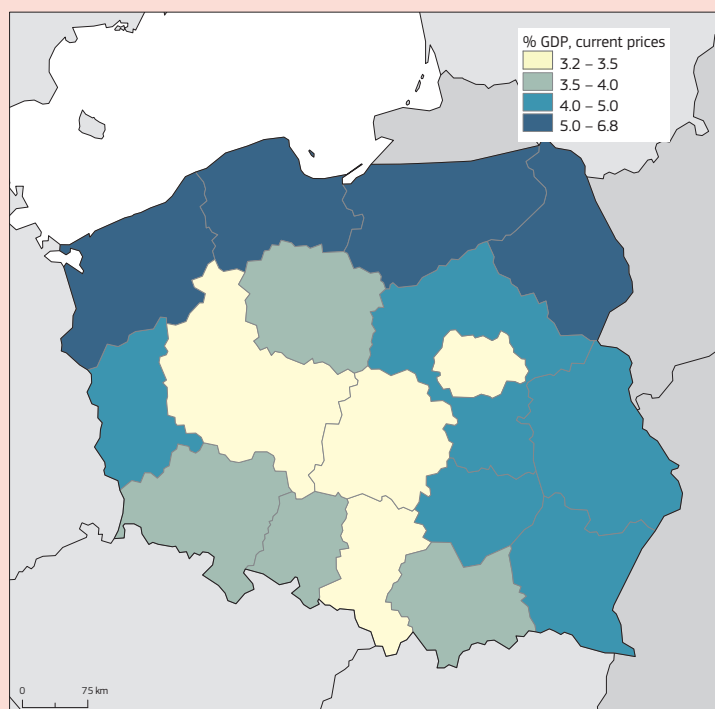 % GDP, current prices
3.2 – 3.5
3.5 – 4.0
4.0 – 5.0
5.0 – 6.8
0 75 km